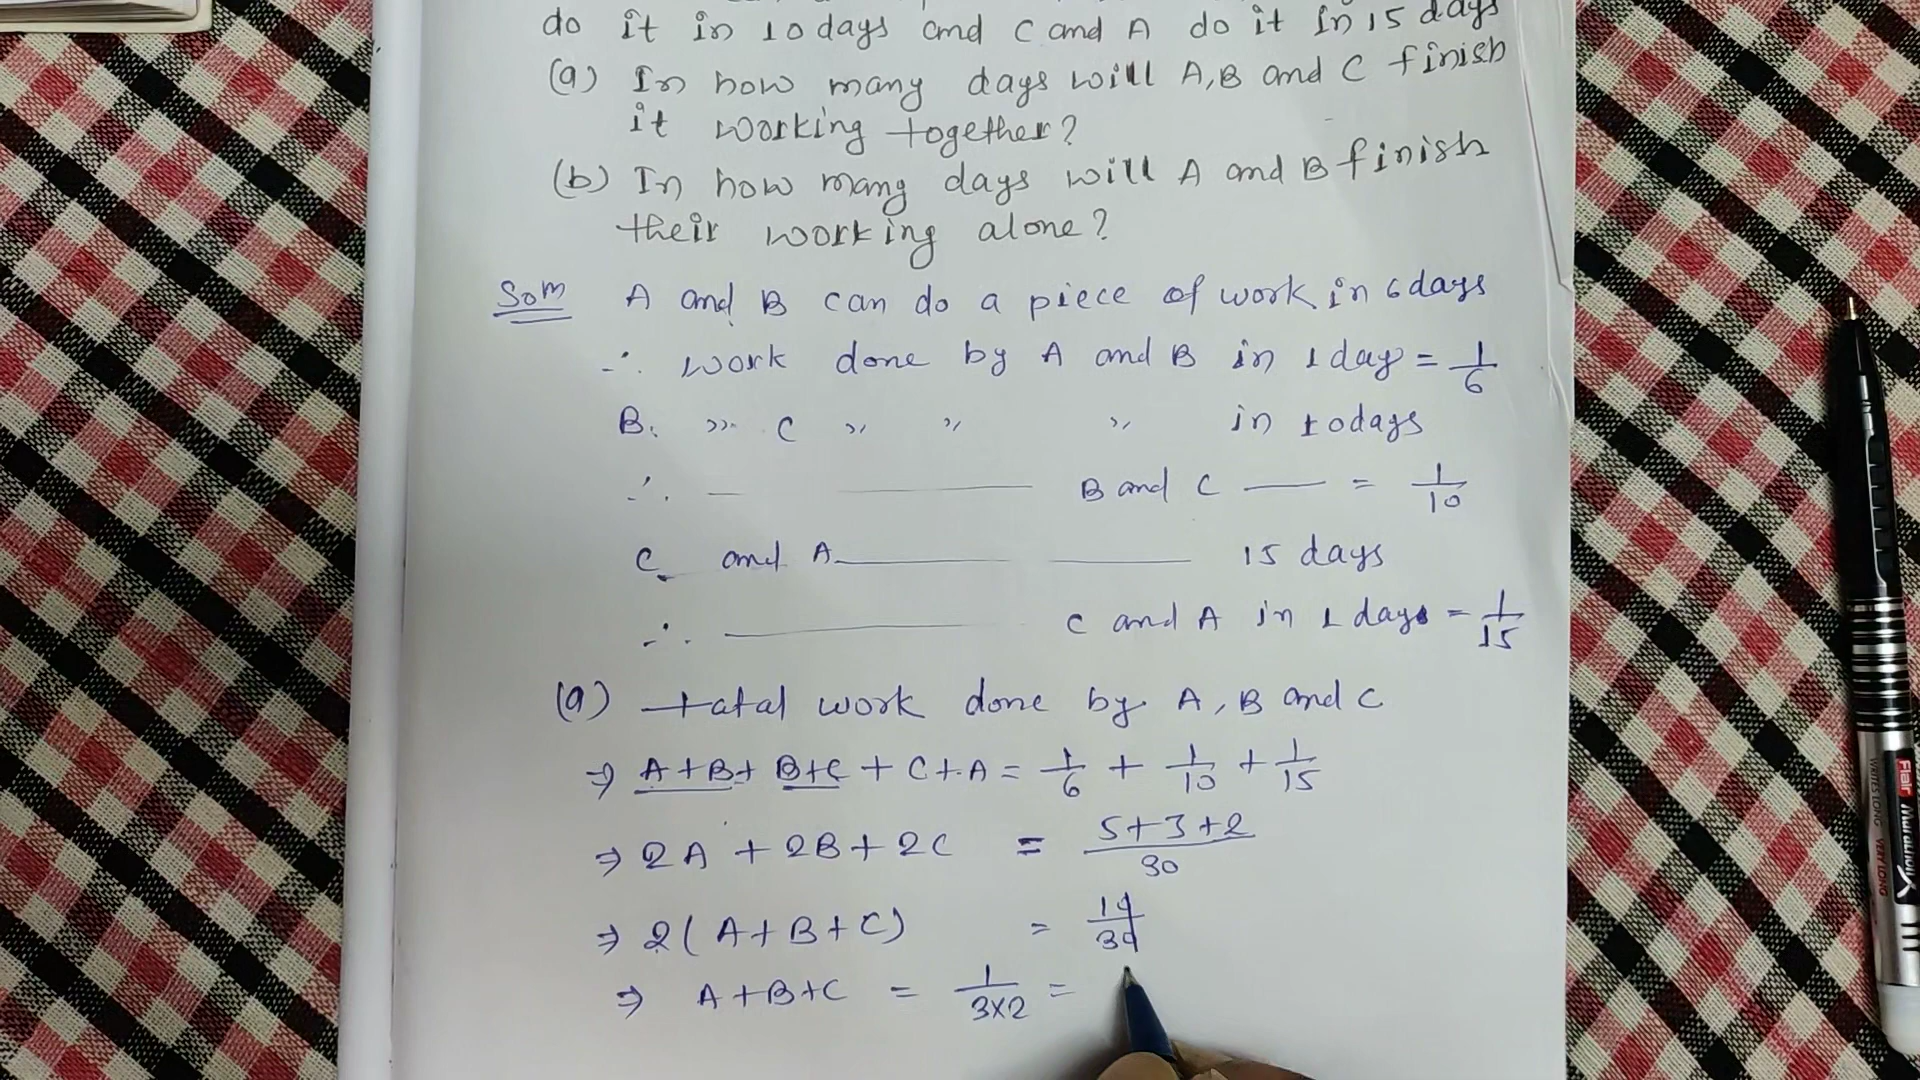 do it in 10 days and C and A do it in 15 days
(a) In how many days will A, B and C finish
it working together?
(b) In how many days will A and B finish
their working alone?
Som A and B can do a piece of work in 6 days
∴ work done by A and B in 1 day = 1/6
B. >> C >> >> >> in 10 days
∴ — — B and C — = 1/10
C and A — — 15 days
∴ — C and A in 1 days = 1/15
(a) tatal work done by A, B and C
⇒ A + B + B + C + C + A = 1/6 + 1/10 + 1/15
⇒ 2A + 2B + 2C = 5+3+2/30
⇒ 2(A+B+C) = 10/30
⇒ A+B+C = 1/3×2 =
Flair